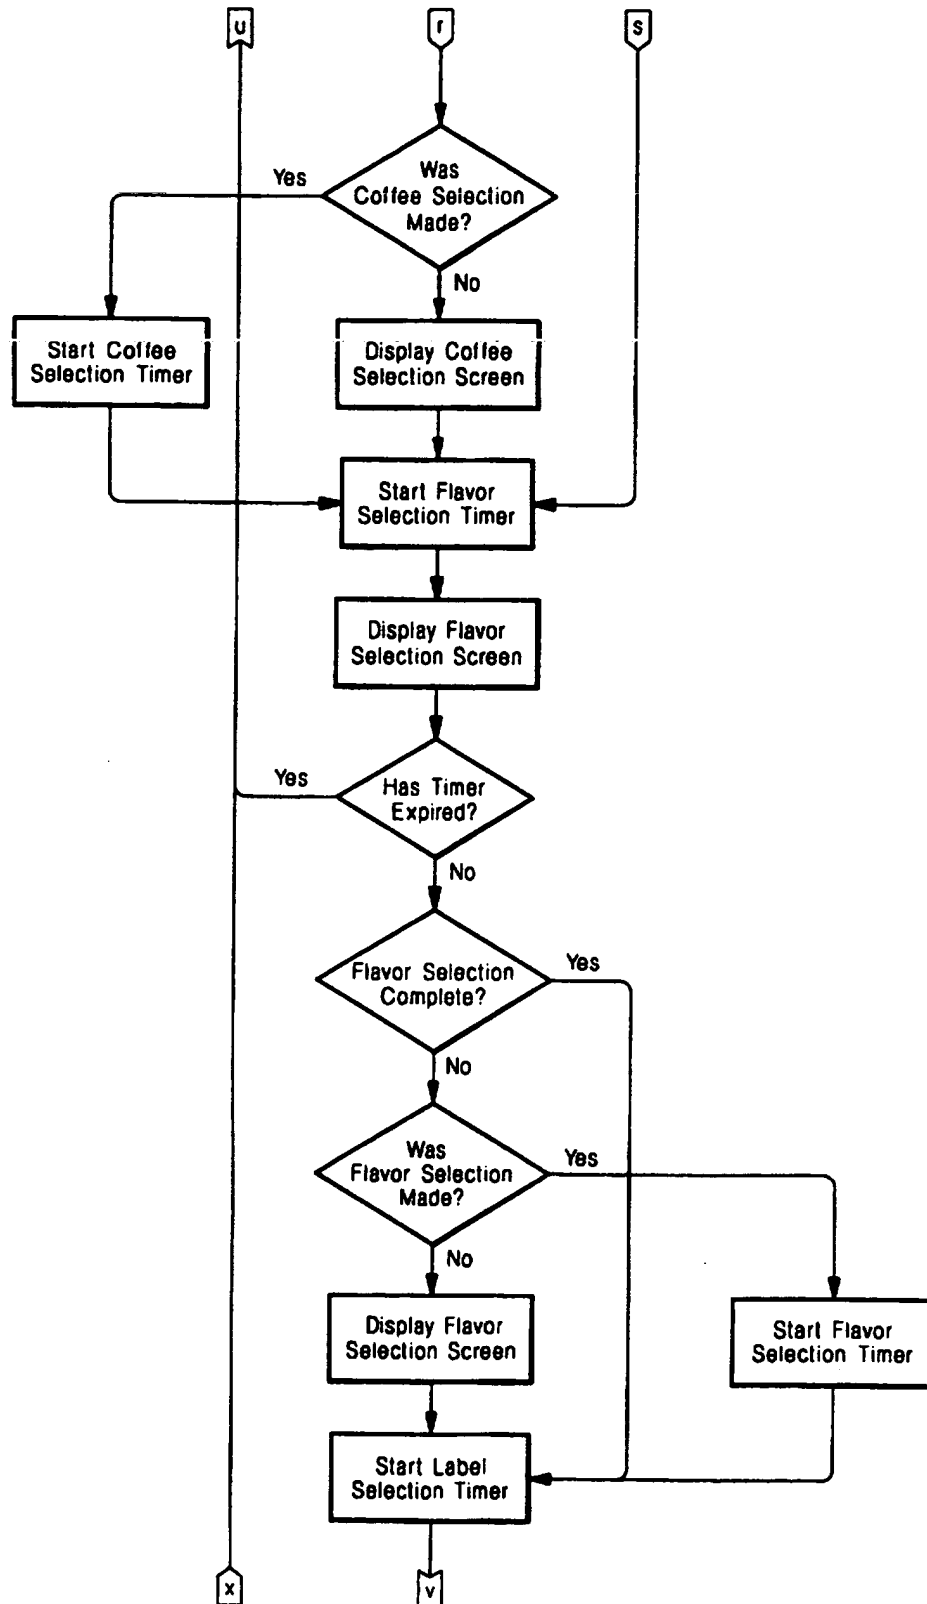 u
r
s
Was
Coffee Selection
Made?
Yes
No
Start Coffee
Selection Timer
Display Coffee
Selection Screen
Start Flavor
Selection Timer
Display Flavor
Selection Screen
Has Timer
Expired?
Yes
No
Flavor Selection
Complete?
Yes
No
Was
Flavor Selection
Made?
Yes
No
Display Flavor
Selection Screen
Start Flavor
Selection Timer
Start Label
Selection Timer
x
v